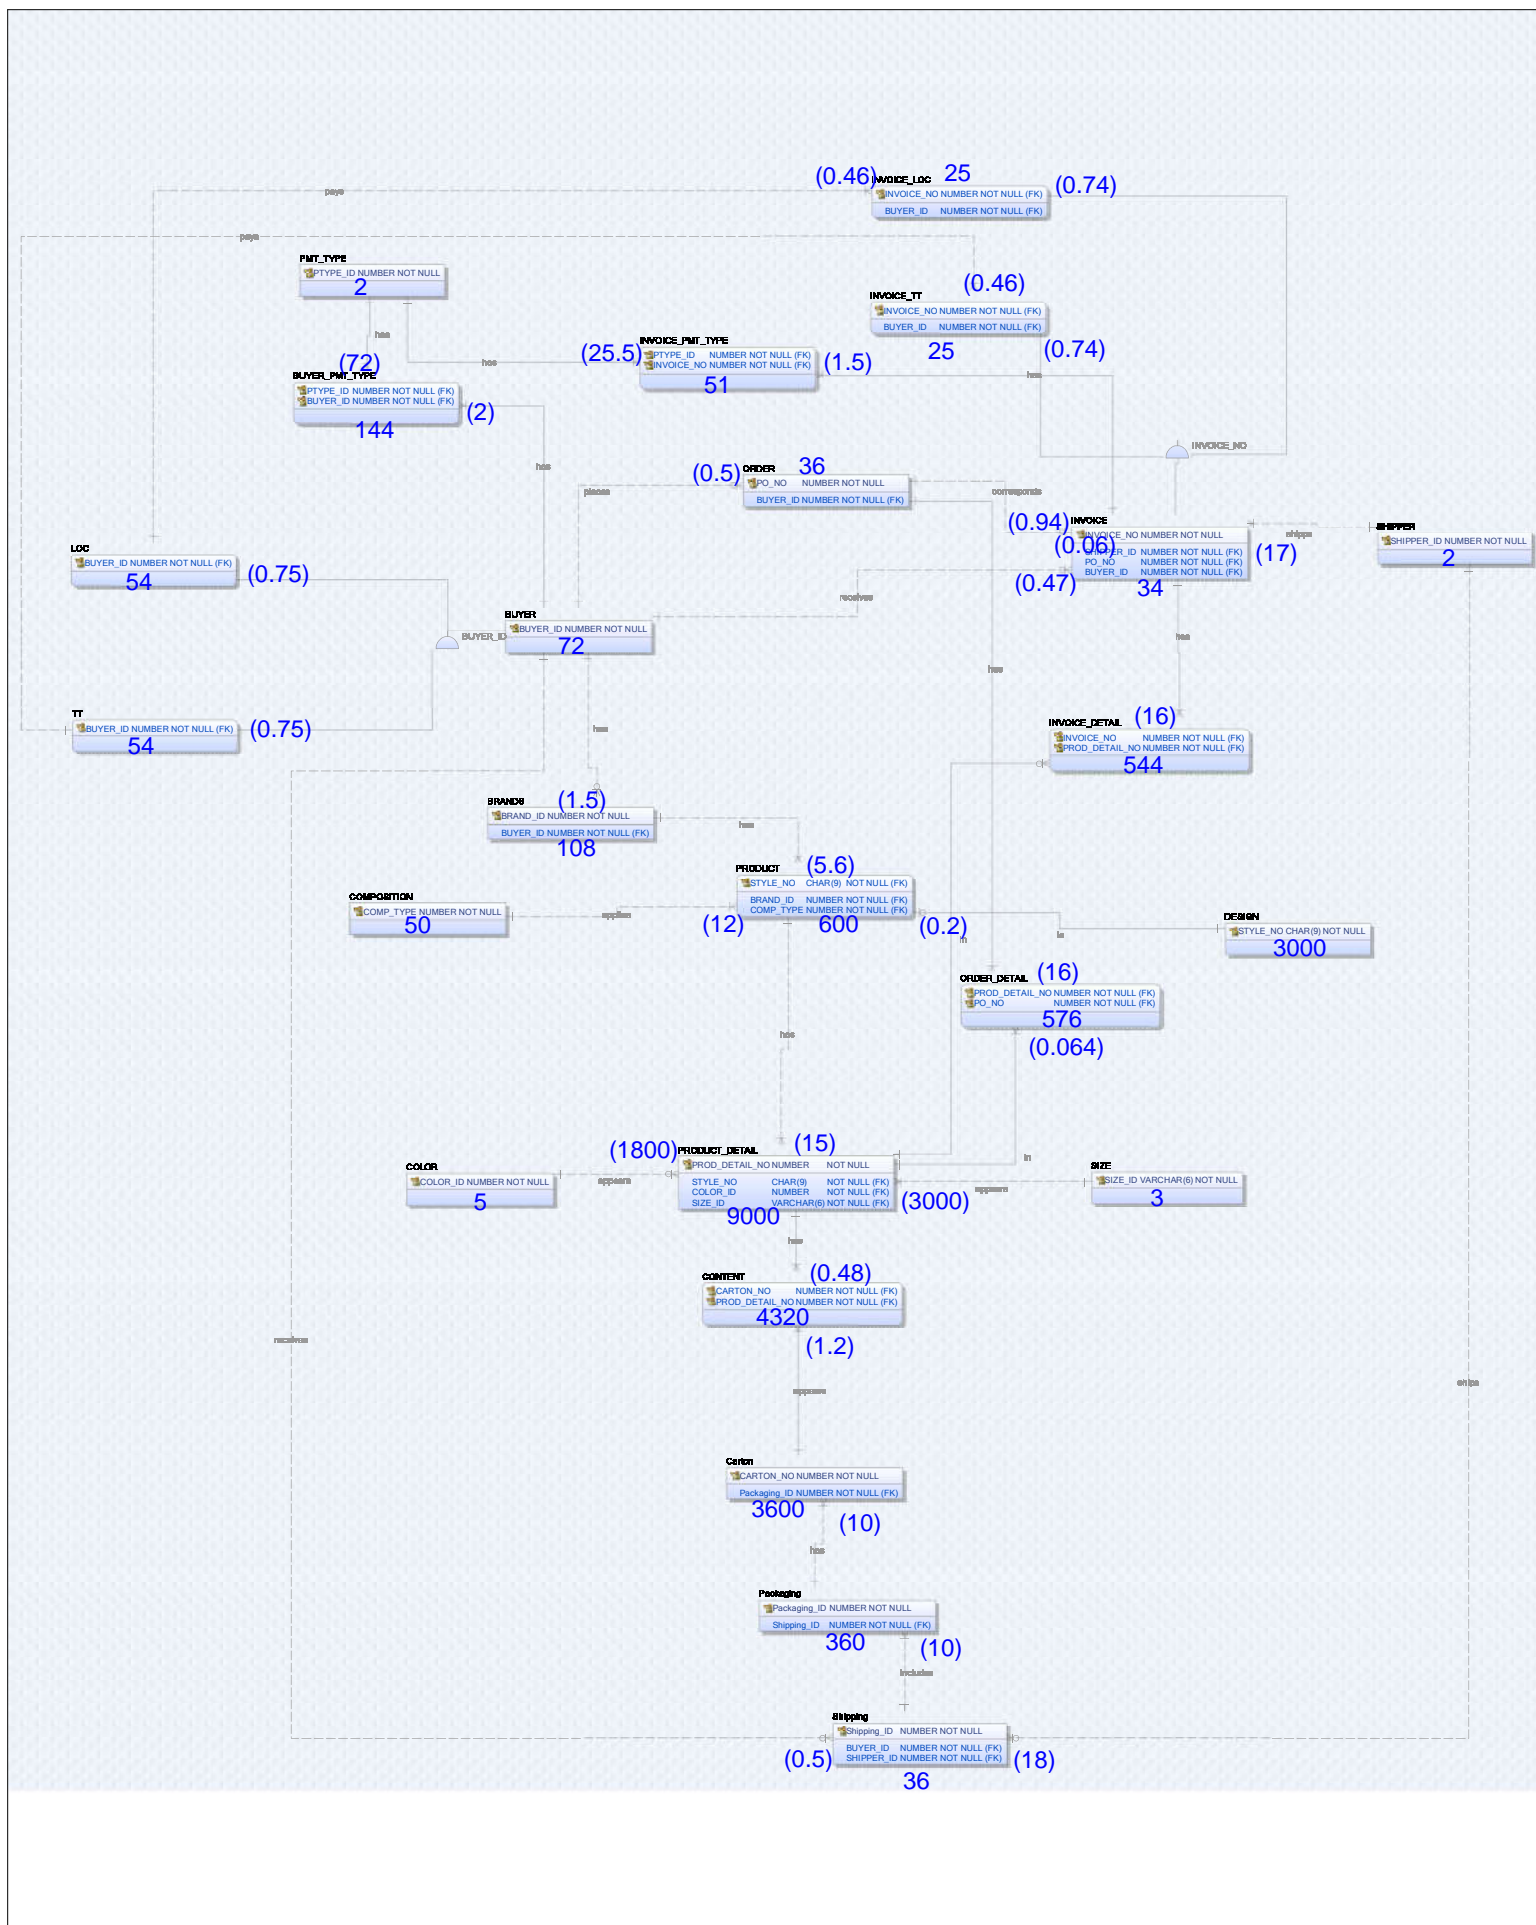 (0.46)
25
INVOICE_LOC
INVOICE_NO NUMBER NOT NULL (FK)
BUYER_ID NUMBER NOT NULL (FK)
(0.74)
pays
pays
PMT_TYPE
PTYPE_ID NUMBER NOT NULL
2
(0.46)
INVOICE_TT
INVOICE_NO NUMBER NOT NULL (FK)
BUYER_ID NUMBER NOT NULL (FK)
25
(0.74)
has
(72)
has
(25.5)
INVOICE_PMT_TYPE
PTYPE_ID NUMBER NOT NULL (FK)
INVOICE_NO NUMBER NOT NULL (FK)
51
(1.5)
has
BUYER_PMT_TYPE
PTYPE_ID NUMBER NOT NULL (FK)
BUYER_ID NUMBER NOT NULL (FK)
144
(2)
has
INVOICE_NO
(0.5)
ORDER
36
PO_NO NUMBER NOT NULL
BUYER_ID NUMBER NOT NULL (FK)
places
corresponds
(0.94)
(0.06)
INVOICE
INVOICE_NO NUMBER NOT NULL
SHIPPER_ID NUMBER NOT NULL (FK)
PO_NO NUMBER NOT NULL (FK)
BUYER_ID NUMBER NOT NULL (FK)
34
(0.47)
(17)
shipps
SHIPPER
SHIPPER_ID NUMBER NOT NULL
2
LOC
BUYER_ID NUMBER NOT NULL (FK)
54
(0.75)
receives
BUYER
BUYER_ID NUMBER NOT NULL
72
BUYER_ID
has
has
TT
BUYER_ID NUMBER NOT NULL (FK)
54
(0.75)
has
(16)
INVOICE_DETAIL
INVOICE_NO NUMBER NOT NULL (FK)
PROD_DETAIL_NO NUMBER NOT NULL (FK)
544
BRANDS
(1.5)
BRAND_ID NUMBER NOT NULL
BUYER_ID NUMBER NOT NULL (FK)
108
has
PRODUCT
(5.6)
STYLE_NO CHAR(9) NOT NULL (FK)
BRAND_ID NUMBER NOT NULL (FK)
COMP_TYPE NUMBER NOT NULL (FK)
600
(12)
(0.2)
COMPOSITION
COMP_TYPE NUMBER NOT NULL
50
applies
is
in
DESIGN
STYLE_NO CHAR(9) NOT NULL
3000
ORDER_DETAIL
(16)
PROD_DETAIL_NO NUMBER NOT NULL (FK)
PO_NO NUMBER NOT NULL (FK)
576
(0.064)
has
in
(1800)
PRODUCT_DETAIL
(15)
PROD_DETAIL_NO NUMBER NOT NULL
STYLE_NO CHAR(9) NOT NULL (FK)
COLOR_ID NUMBER NOT NULL (FK)
SIZE_ID VARCHAR(6) NOT NULL (FK)
9000
(3000)
COLOR
COLOR_ID NUMBER NOT NULL
5
appears
appears
SIZE
SIZE_ID VARCHAR(6) NOT NULL
3
has
CONTENT
(0.48)
CARTON_NO NUMBER NOT NULL (FK)
PROD_DETAIL_NO NUMBER NOT NULL (FK)
4320
(1.2)
receives
appears
ships
Carton
CARTON_NO NUMBER NOT NULL
Packaging_ID NUMBER NOT NULL (FK)
3600
(10)
has
Packaging
Packaging_ID NUMBER NOT NULL
Shipping_ID NUMBER NOT NULL (FK)
360
(10)
includes
Shipping
Shipping_ID NUMBER NOT NULL
BUYER_ID NUMBER NOT NULL (FK)
SHIPPER_ID NUMBER NOT NULL (FK)
(0.5)
(18)
36